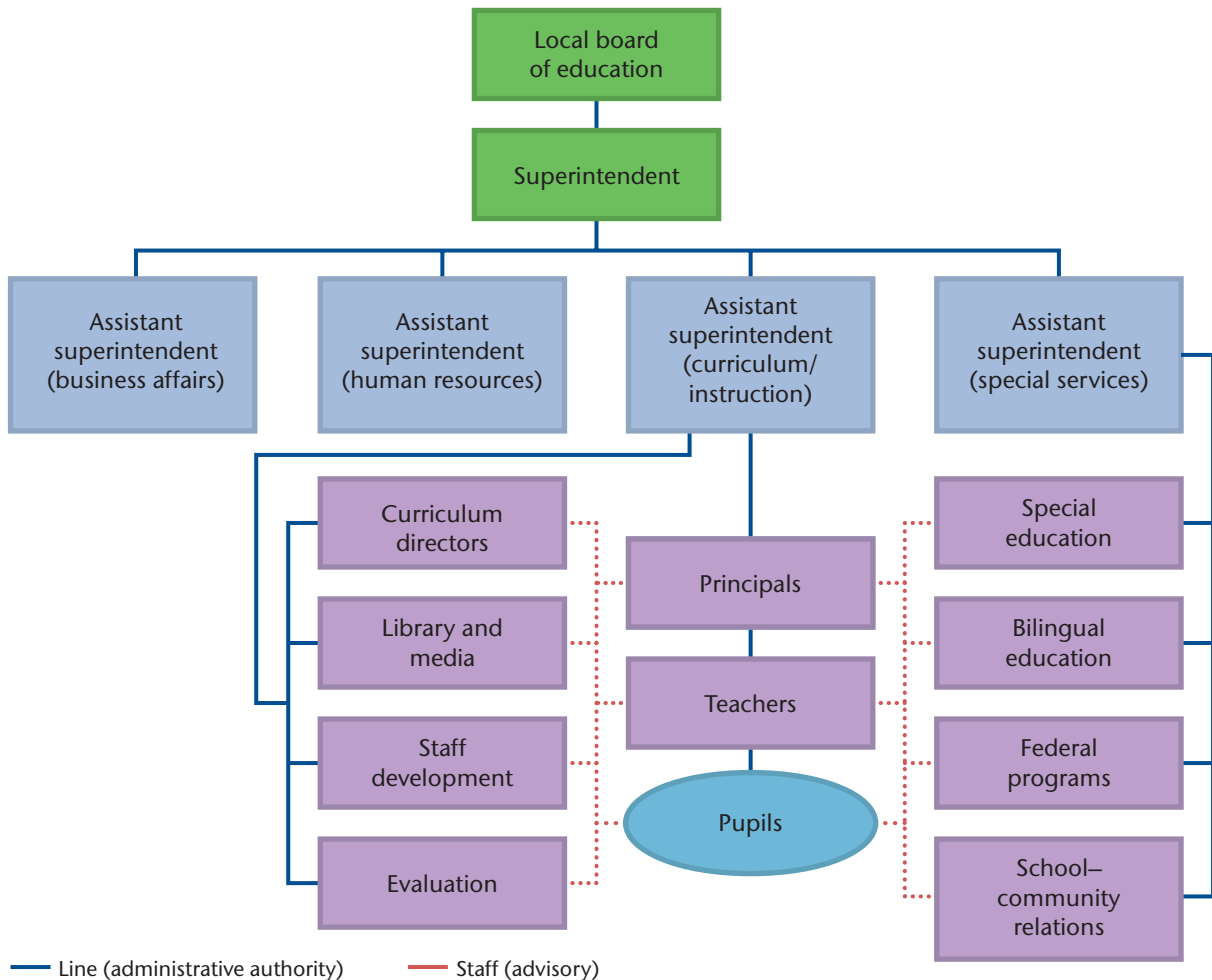 Local board
of education
Superintendent
Assistant
superintendent
(business affairs)
Assistant
superintendent
(human resources)
Assistant
superintendent
(curriculum/
instruction)
Assistant
superintendent
(special services)
Curriculum
directors
Library and
media
Staff
development
Evaluation
Principals
Teachers
Pupils
Special
education
Bilingual
education
Federal
programs
School–
community
relations
Line (administrative authority)
Staff (advisory)